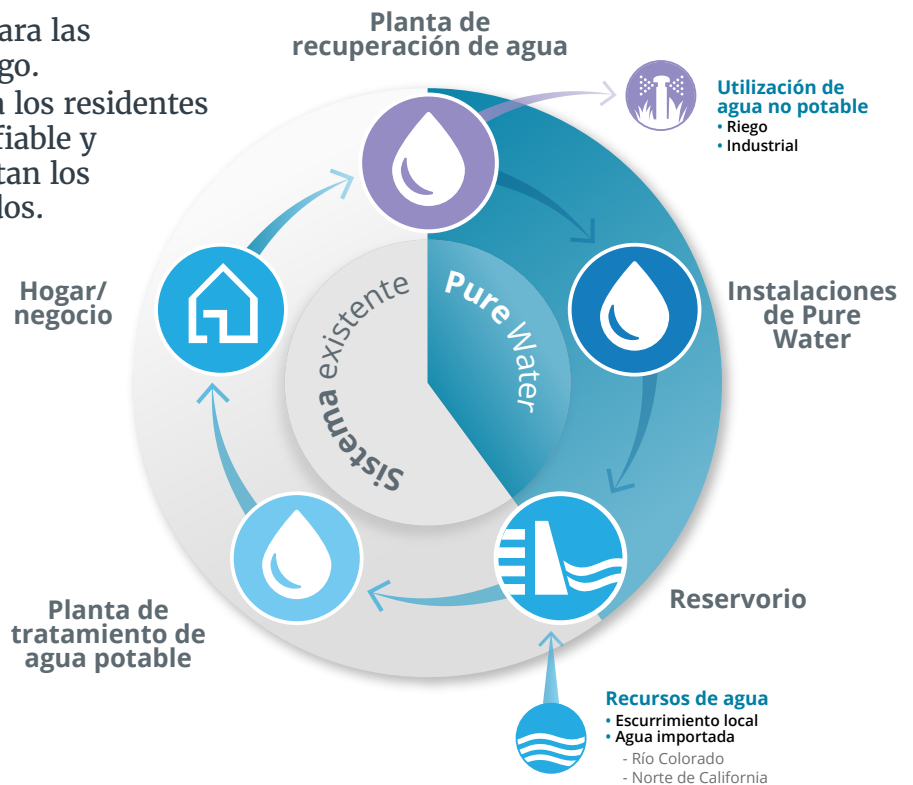 ara las
go.
a los residentes
fiable y
tan los
dos.
Planta de
recuperación de agua
Utilización de
agua no potable
• Riego
• Industrial
Hogar/
negocio
Sistema existente
Pure Water
Instalaciones
de Pure
Water
Planta de
tratamiento de
agua potable
Reservorio
Recursos de agua
• Escurrimiento local
• Agua importada
- Río Colorado
- Norte de California